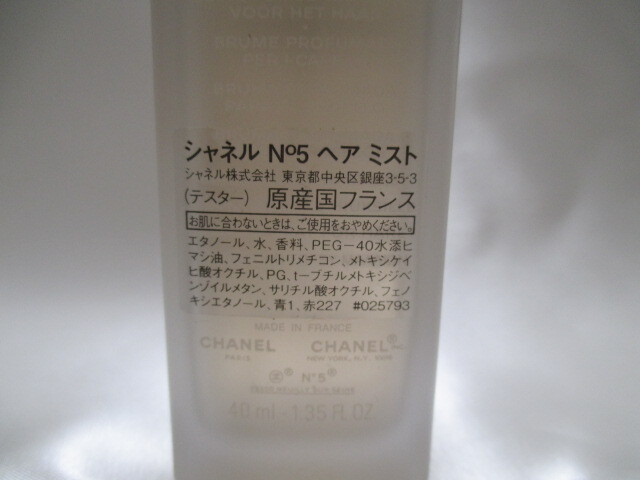 VOOR HET HAAR
シャネル Nº5 ヘア ミスト
シャネル株式会社 東京都中央区銀座3-5-3
(テスター) 原産国フランス
お肌に合わないときは、ご使用をおやめください。
エタノール、水、香料、PEG-40水添ヒ
マシ油、フェニルトリメチコン、メトキシケイ
ヒ酸オクチル、PG、t-ブチルメトキシジベ
ンゾイルメタン、サリチル酸オクチル、フェノ
キシエタノール、青1、赤227 #025793
MADE IN FRANCE
CHANEL CHANEL®
PARIS NEW YORK, N.Y.
® Nº5®
40 ml - 1.35 FL. OZ.